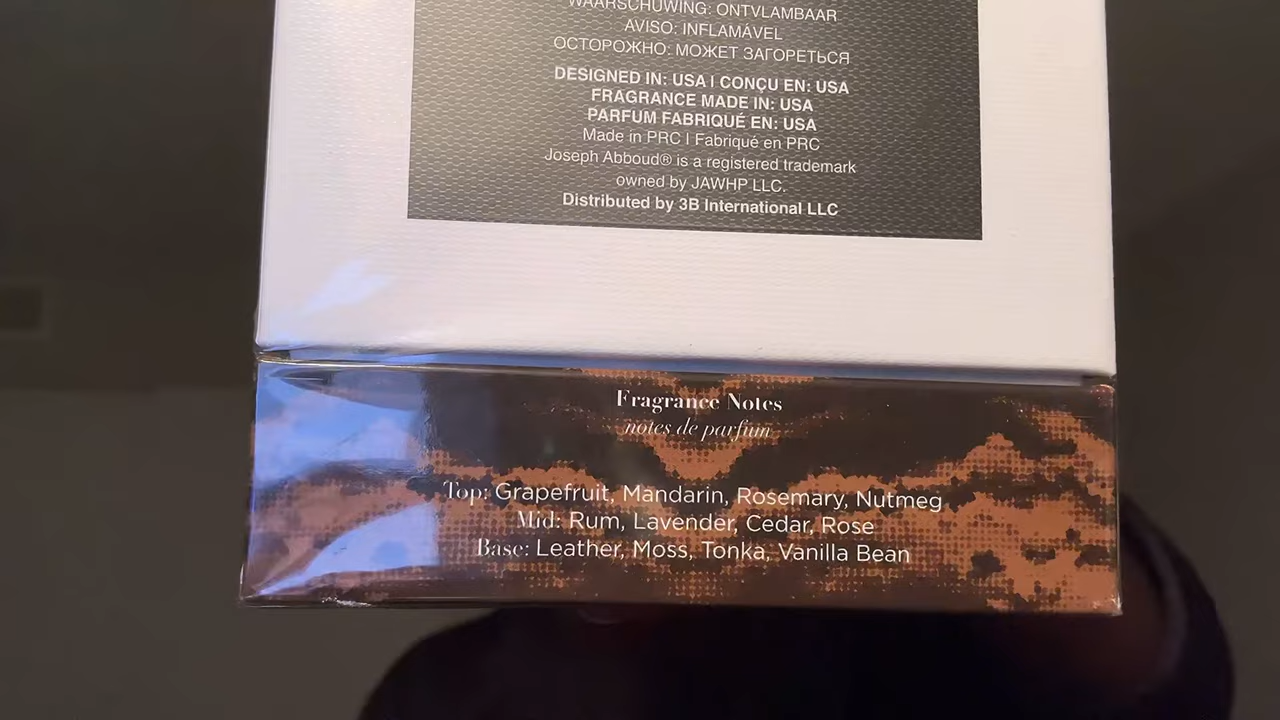 WAARSCHUWING: ONTVLAMBAAR
AVISO: INFLAMÁVEL
ОСТОРОЖНО: МОЖЕТ ЗАГОРЕТЬСЯ
DESIGNED IN: USA I CONÇU EN: USA
FRAGRANCE MADE IN: USA
PARFUM FABRIQUÉ EN: USA
Made in PRC I Fabriqué en PRC
Joseph Abboud® is a registered trademark
owned by JAWHP LLC.
Distributed by 3B International LLC
Fragrance Notes
notes de parfum
Top: Grapefruit, Mandarin, Rosemary, Nutmeg
Mid: Rum, Lavender, Cedar, Rose
Base: Leather, Moss, Tonka, Vanilla Bean